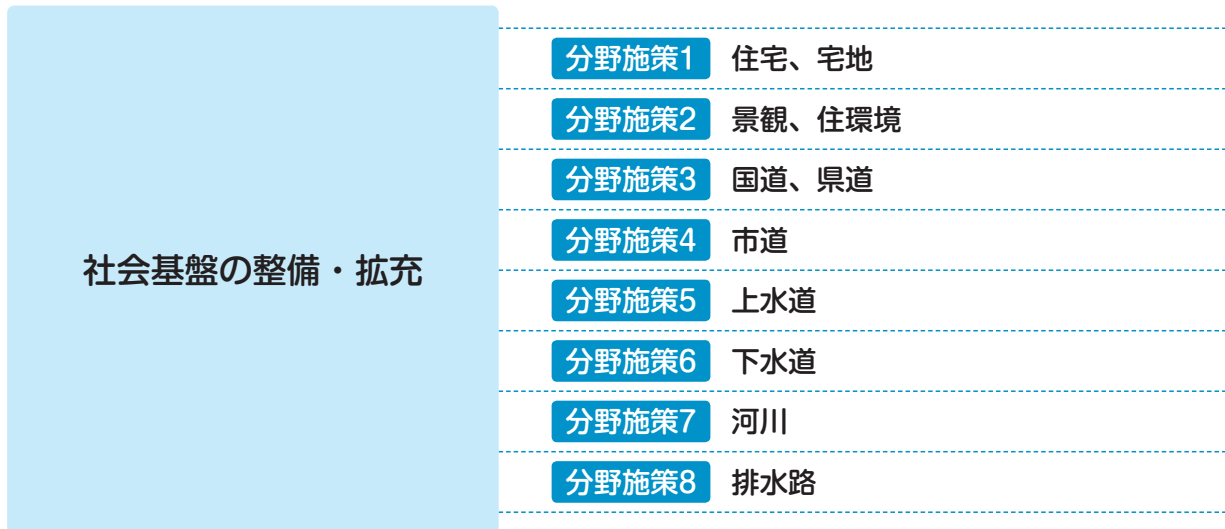 社会基盤の整備・拡充
分野施策1 住宅、宅地
分野施策2 景観、住環境
分野施策3 国道、県道
分野施策4 市道
分野施策5 上水道
分野施策6 下水道
分野施策7 河川
分野施策8 排水路